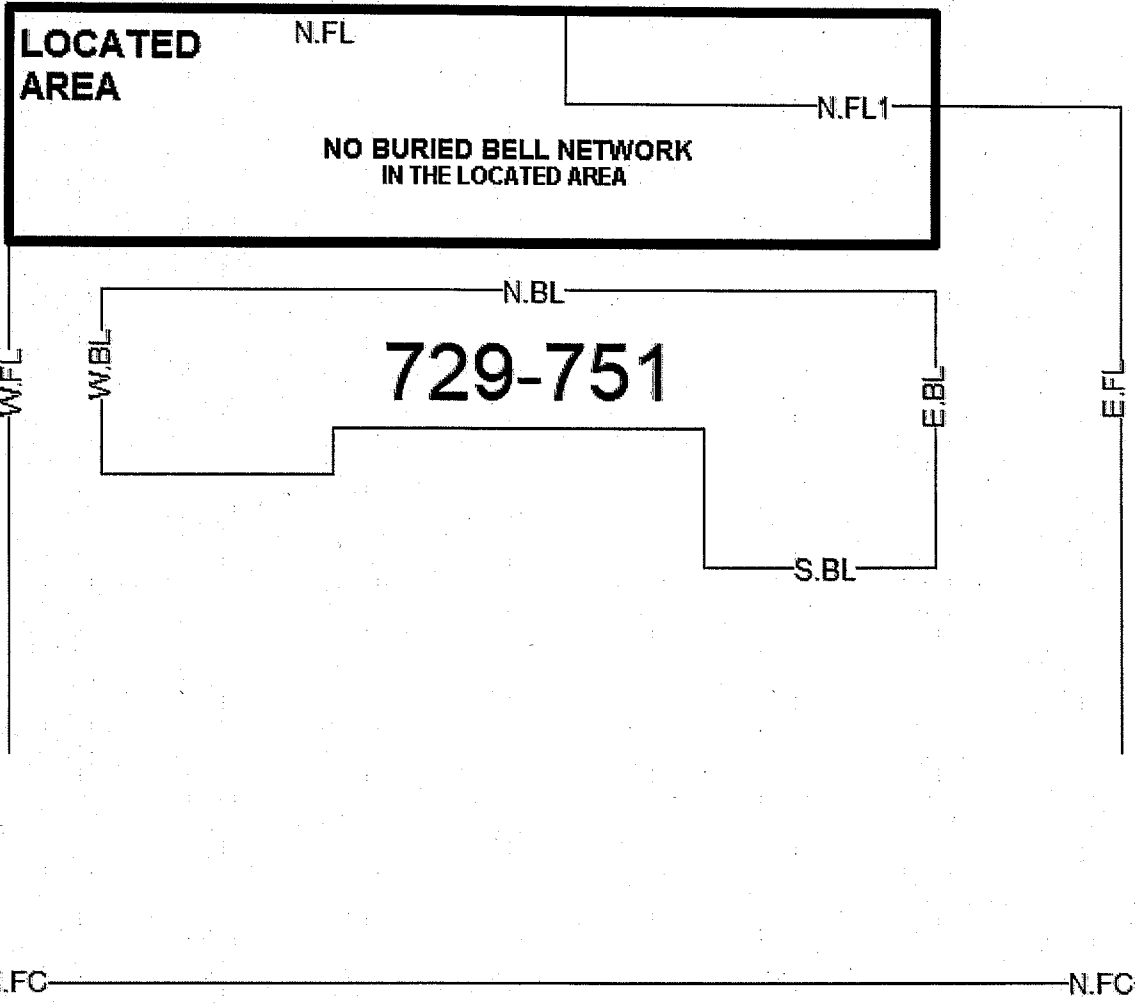 LOCATED
AREA
N.FL
N.FL1
NO BURIED BELL NETWORK
IN THE LOCATED AREA
N.BL
W.FL
W.BL
729-751
E.BL
E.FL
S.BL
.FC
N.FC